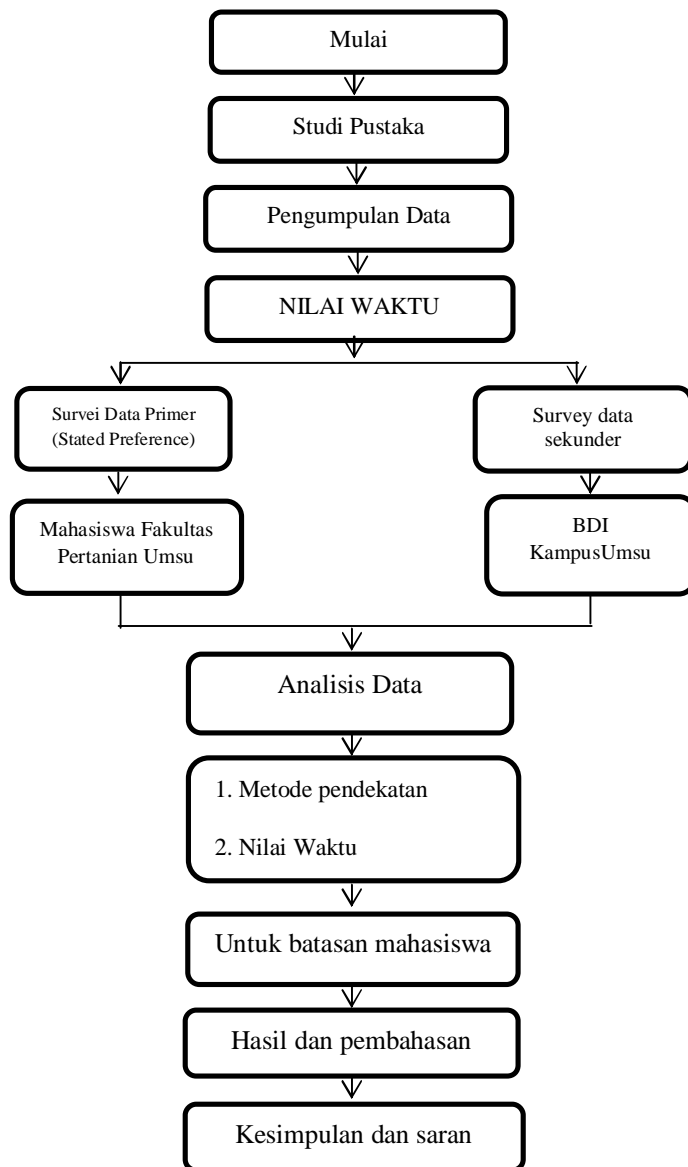 Mulai
Studi Pustaka
Pengumpulan Data
NILAI WAKTU
Survei Data Primer
(Stated Preference)
Survey data
sekunder
Mahasiswa Fakultas
Pertanian Umsu
BDI
KampusUmsu
Analisis Data
1. Metode pendekatan
2. Nilai Waktu
Untuk batasan mahasiswa
Hasil dan pembahasan
Kesimpulan dan saran